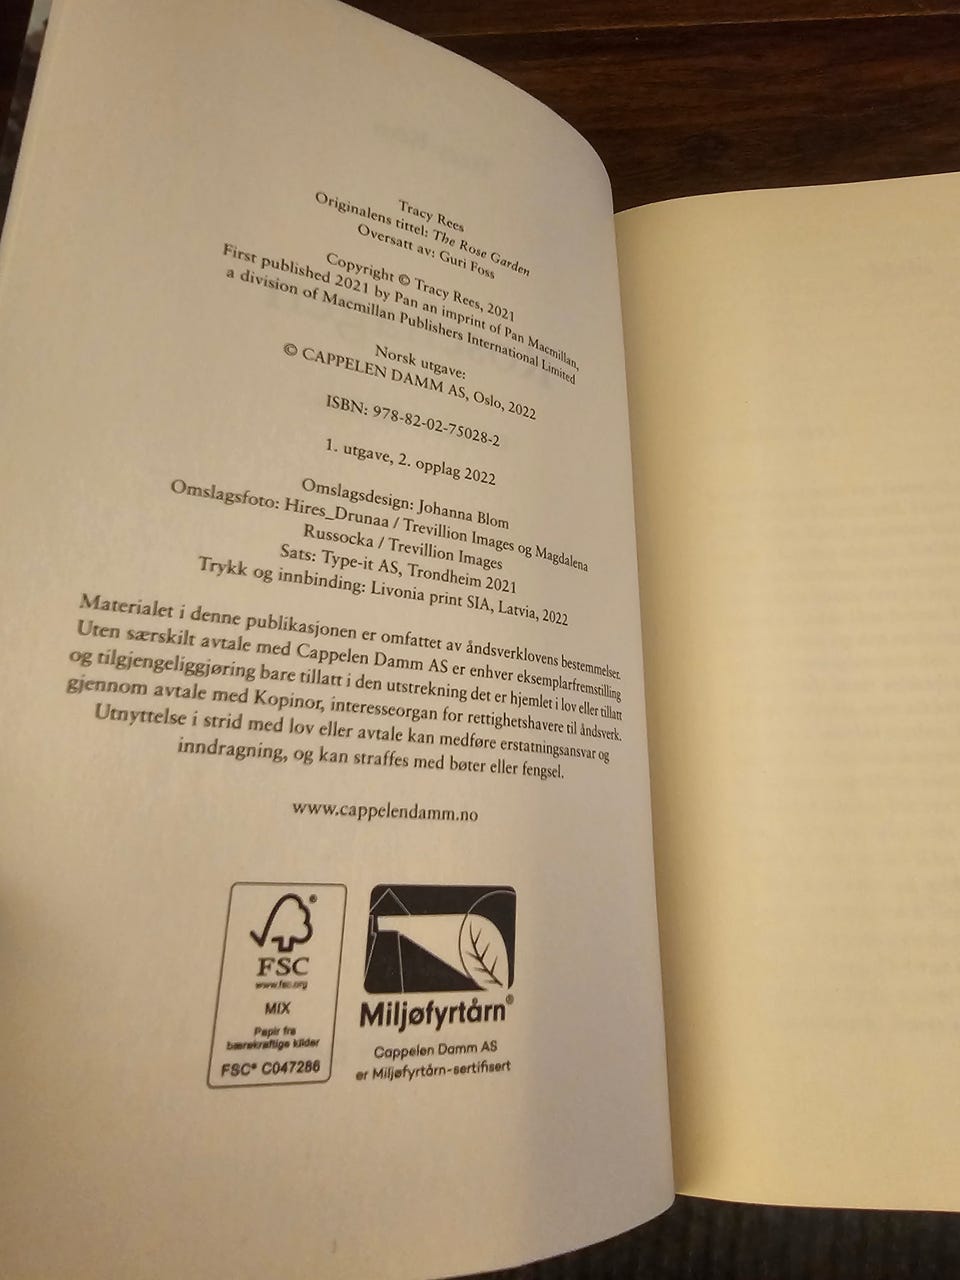 Tracy Rees
Originalens tittel: The Rose Garden
Oversatt av: Guri Foss
Copyright © Tracy Rees, 2021
First published 2021 by Pan an imprint of Pan Macmillan,
a division of Macmillan Publishers International Limited
Norsk utgave:
© CAPPELEN DAMM AS, Oslo, 2022
ISBN: 978-82-02-75028-2
1. utgave, 2. opplag 2022
Omslagsdesign: Johanna Blom
Omslagsfoto: Hires_Drunaa / Trevillion Images og Magdalena
Russocka / Trevillion Images
Sats: Type-it AS, Trondheim 2021
Trykk og innbinding: Livonia print SIA, Latvia, 2022
Materialet i denne publikasjonen er omfattet av åndsverklovens bestemmelser.
Uten særskilt avtale med Cappelen Damm AS er enhver eksemplarfremstilling
og tilgjengeliggjøring bare tillatt i den utstrekning det er hjemlet i lov eller tillatt
gjennom avtale med Kopinor, interesseorgan for rettighetshavere til åndsverk.
Utnyttelse i strid med lov eller avtale kan medføre erstatningsansvar og
inndragning, og kan straffes med bøter eller fengsel.
www.cappelendamm.no
FSC®
www.fsc.org
MIX
Papir fra
bærekraftige kilder
FSC® C047286
Miljøfyrtårn®
Cappelen Damm AS
er Miljøfyrtårn-sertifisert